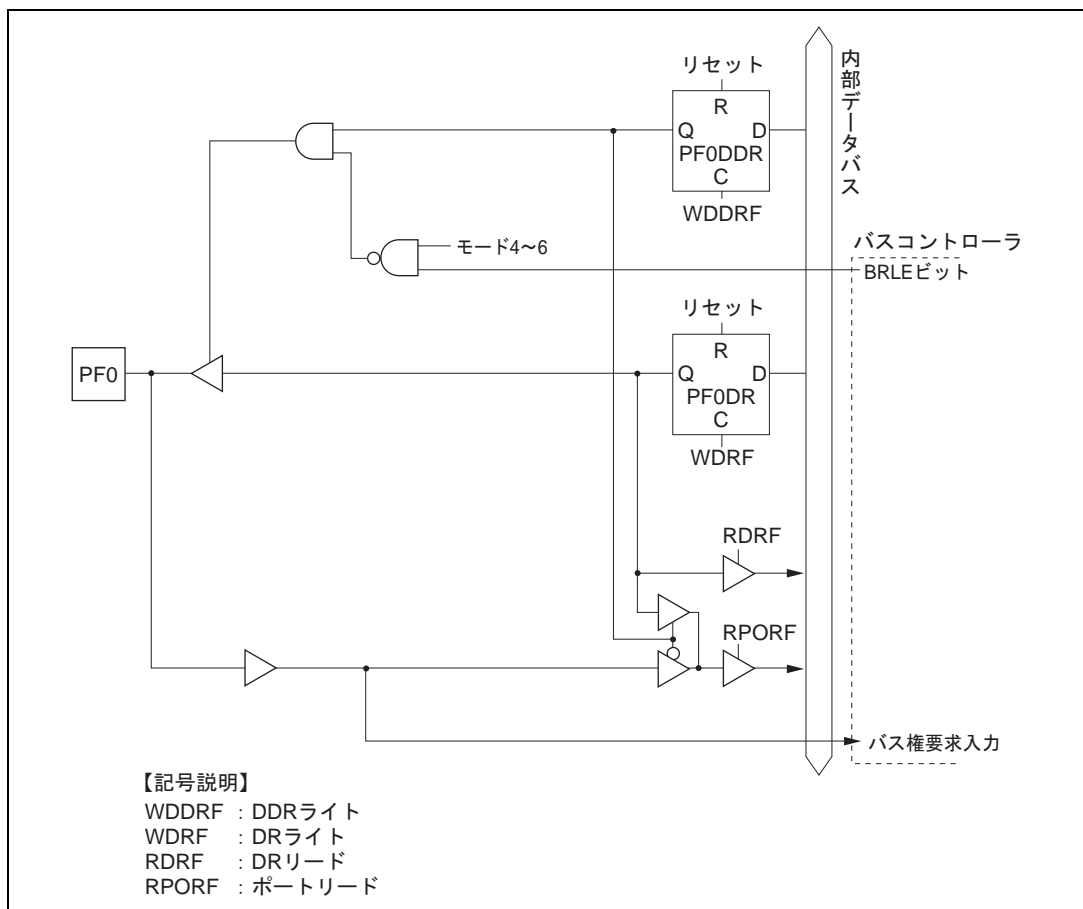 リセット
R
Q D
PF0DDR
C
WDDRF
内部データバス
モード4～6
バスコントローラ
BRLEビット
リセット
R
Q D
PF0DR
C
WDRF
PF0
RDRF
RPORF
バス権要求入力
【記号説明】
WDDRF : DDRライト
WDRF : DRライト
RDRF : DRリード
RPORF : ポートリード